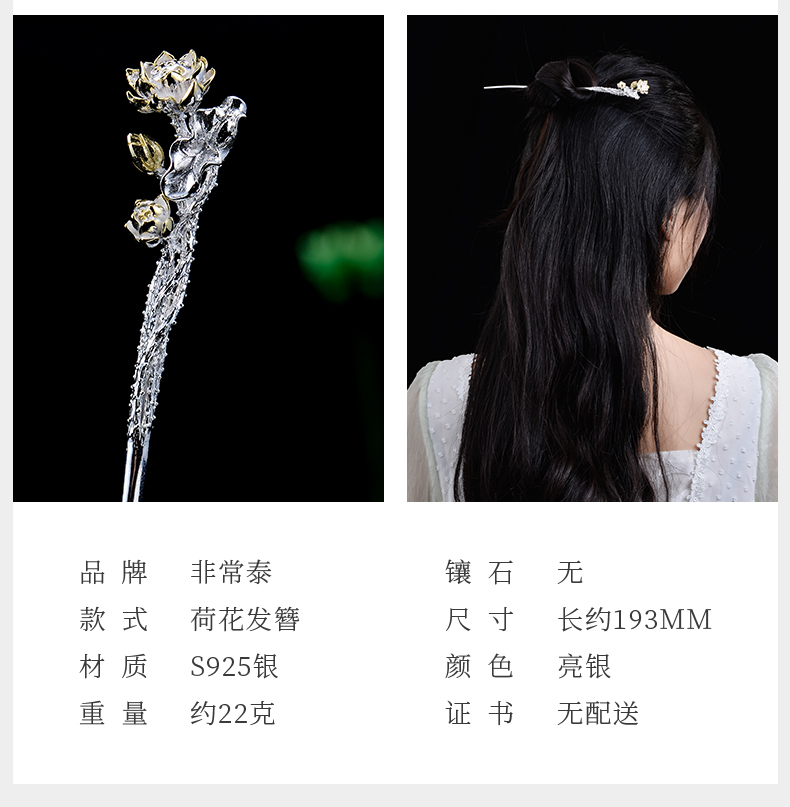 品牌 非常泰
款式 荷花发簪
材质 S925银
重量 约22克
镶石 无
尺寸 长约193MM
颜色 亮银
证书 无配送